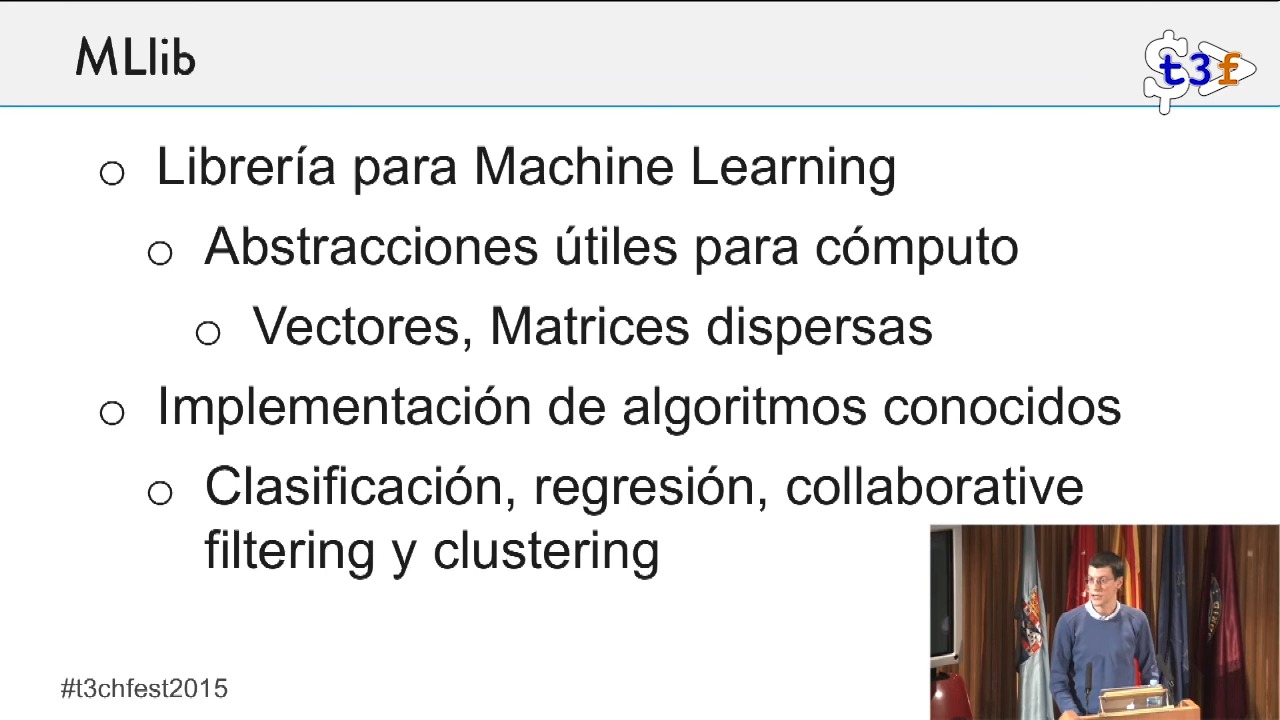 MLlib
t3f
Librería para Machine Learning
Abstracciones útiles para cómputo
Vectores, Matrices dispersas
Implementación de algoritmos conocidos
Clasificación, regresión, collaborative
filtering y clustering
#t3chfest2015